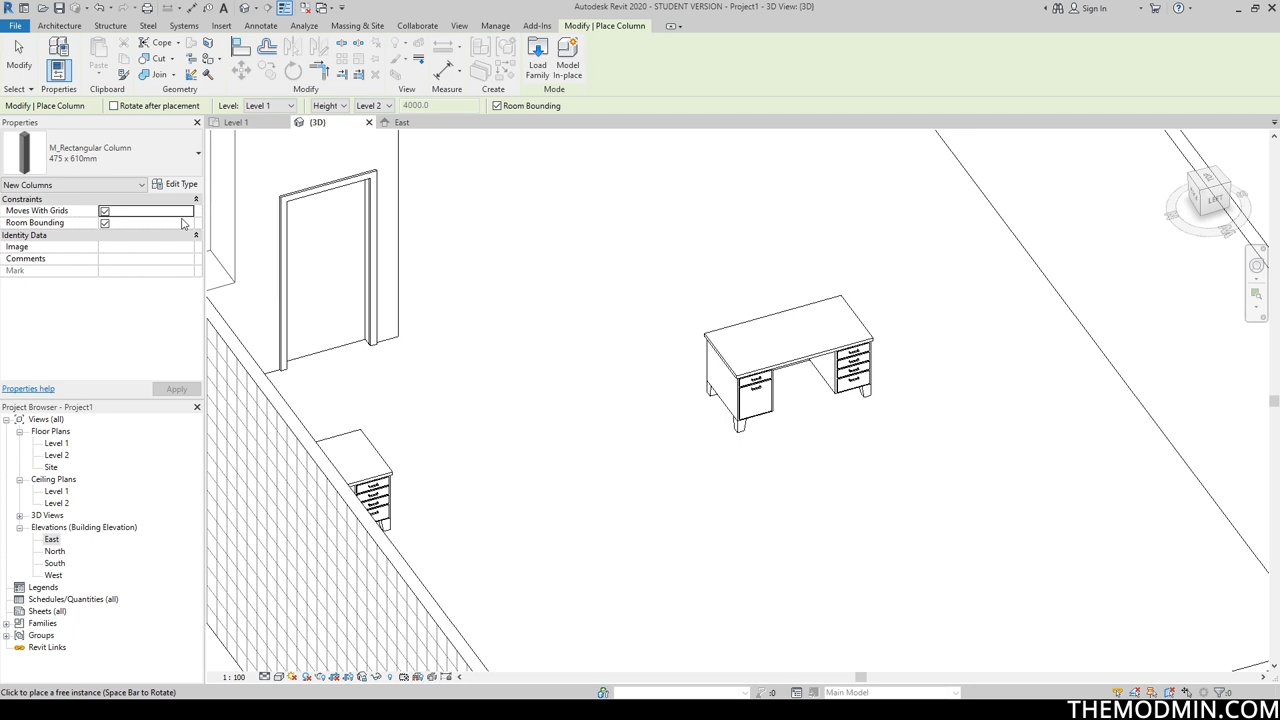 Autodesk Revit 2020 - STUDENT VERSION - Project1 - 3D View: {3D}
Sign In
File Architecture Structure Steel Systems Insert Annotate Analyze Massing & Site Collaborate View Manage Add-Ins Modify | Place Column
Modify Paste Cope Cut Join Load Family Model In-place
Select Properties Clipboard Geometry Modify View Measure Create Mode
Modify | Place Column Rotate after placement Level: Level 1 Height Level 2 4000.0 Room Bounding
Properties
Level 1 {3D} East
M_Rectangular Column
475 x 610mm
New Columns Edit Type
Constraints
Moves With Grids
Room Bounding
Identity Data
Image
Comments
Mark
Properties help Apply
Project Browser - Project1
Views (all)
Floor Plans
Level 1
Level 2
Site
Ceiling Plans
Level 1
Level 2
3D Views
Elevations (Building Elevation)
East
North
South
West
Legends
Schedules/Quantities (all)
Sheets (all)
Families
Groups
Revit Links
LEFT
1 : 100
Click to place a free instance (Space Bar to Rotate)
:0 Main Model :0
THEMODMIN.COM